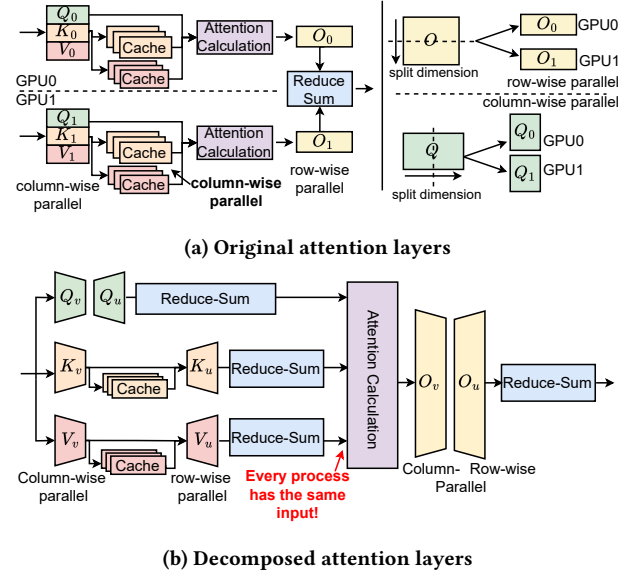 Q0
K0
V0
Cache
Cache
Attention
Calculation
O0
GPU0
GPU1
Reduce
Sum
Q1
K1
V1
Cache
Cache
Attention
Calculation
O1
column-wise
parallel
column-wise
parallel
row-wise
parallel
O
split dimension
O0
GPU0
O1
GPU1
row-wise parallel
column-wise parallel
Q
split dimension
Q0
GPU0
Q1
GPU1
(a) Original attention layers
Qv
Qu
Reduce-Sum
Kv
Cache
Ku
Reduce-Sum
Vv
Cache
Vu
Reduce-Sum
Attention Calculation
Ov
Ou
Reduce-Sum
Column-wise
parallel
row-wise
parallel
Every process
has the same
input!
Column-
Parallel
Row-wise
(b) Decomposed attention layers